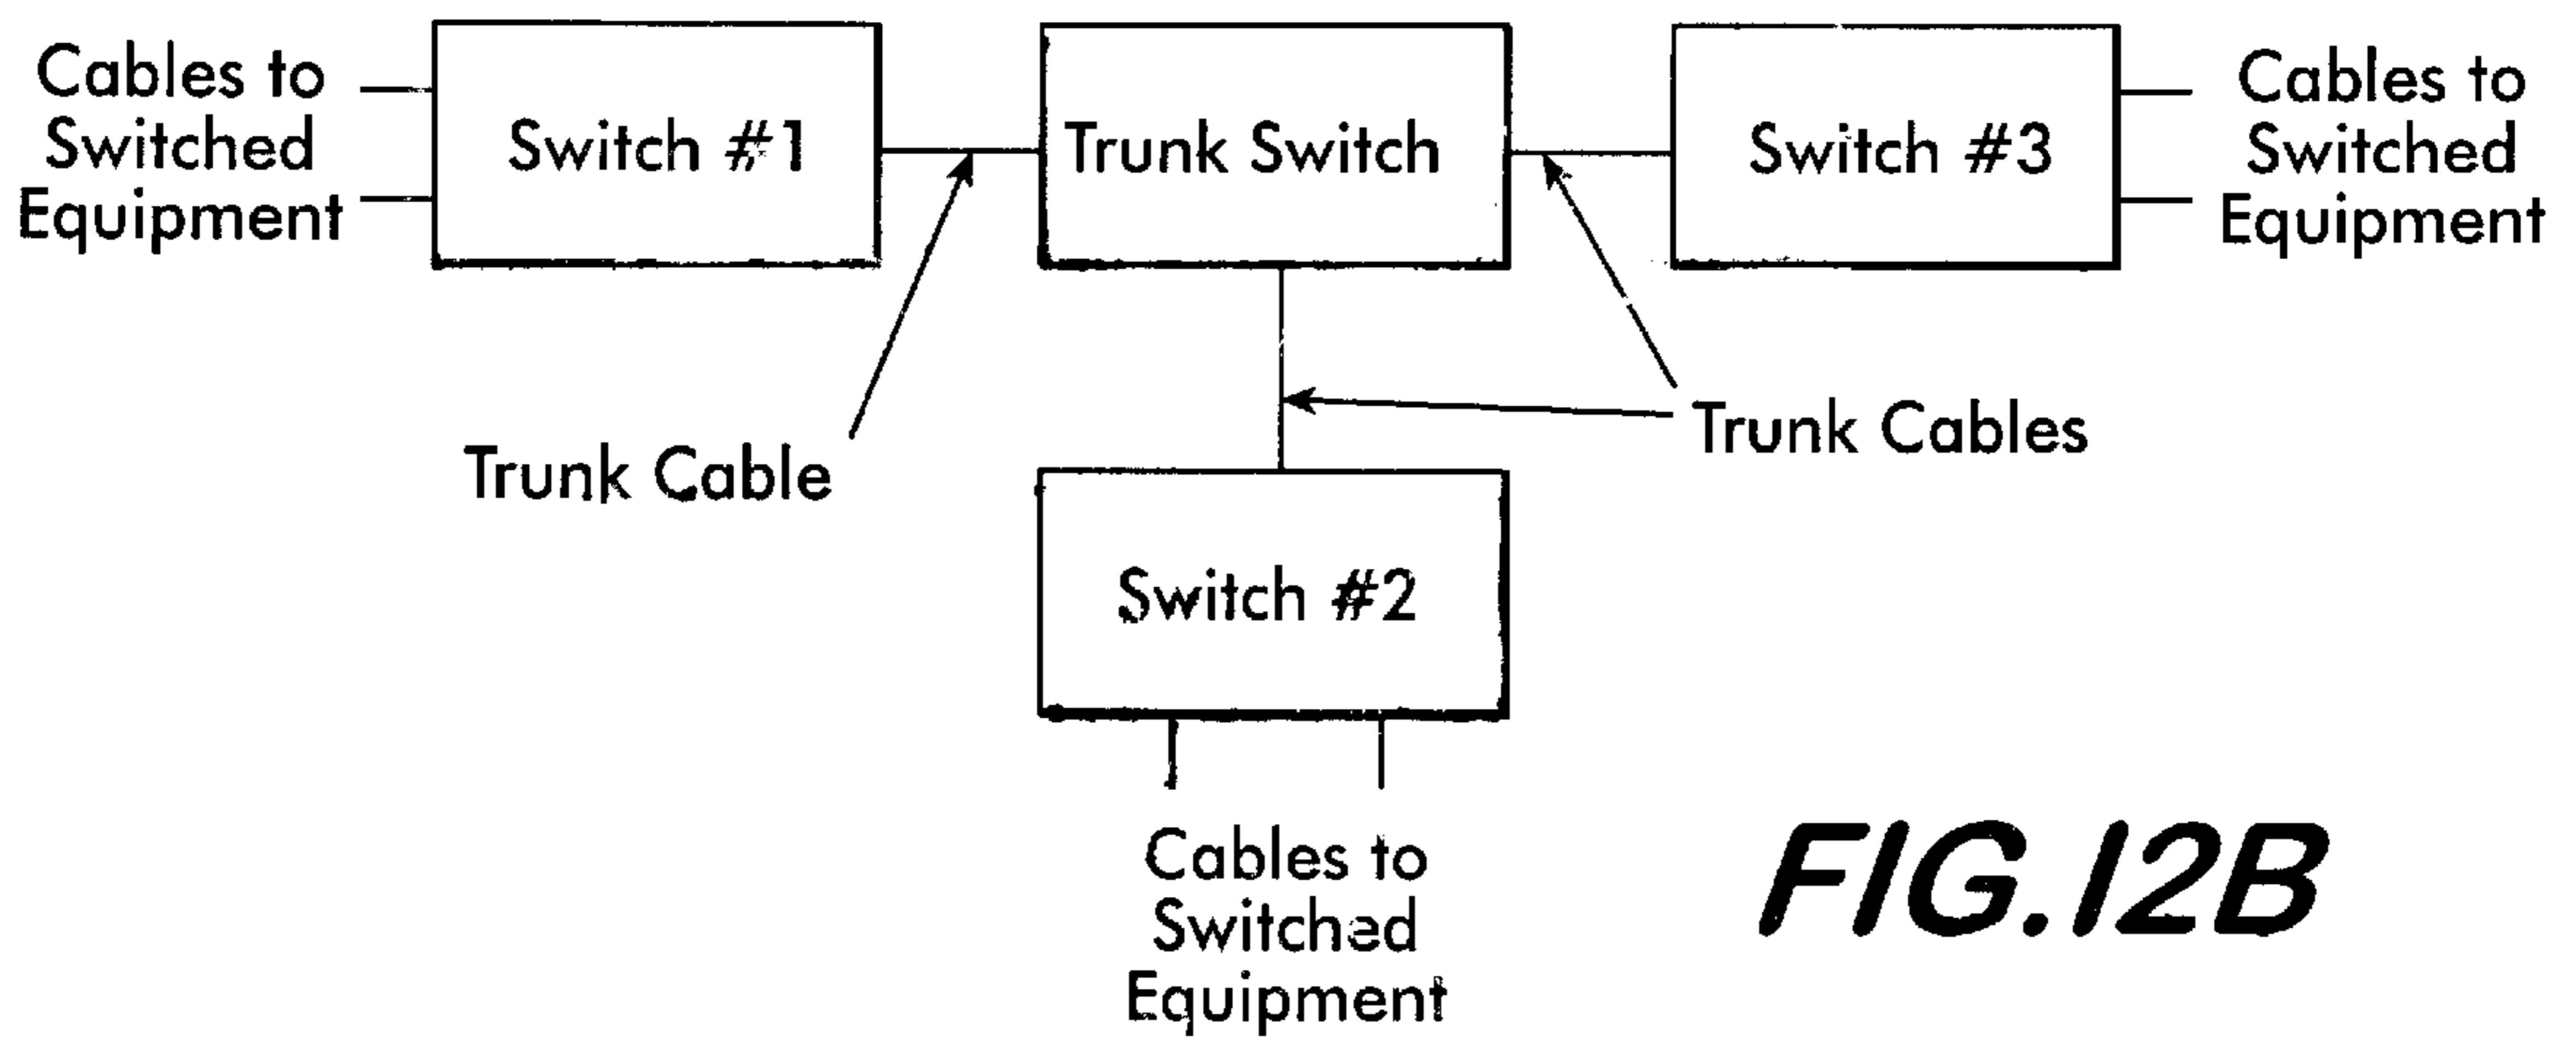 Cables to
Switched
Equipment
Switch #1
Trunk Switch
Switch #3
Cables to
Switched
Equipment
Trunk Cable
Trunk Cables
Switch #2
Cables to
Switched
Equipment
FIG.12B